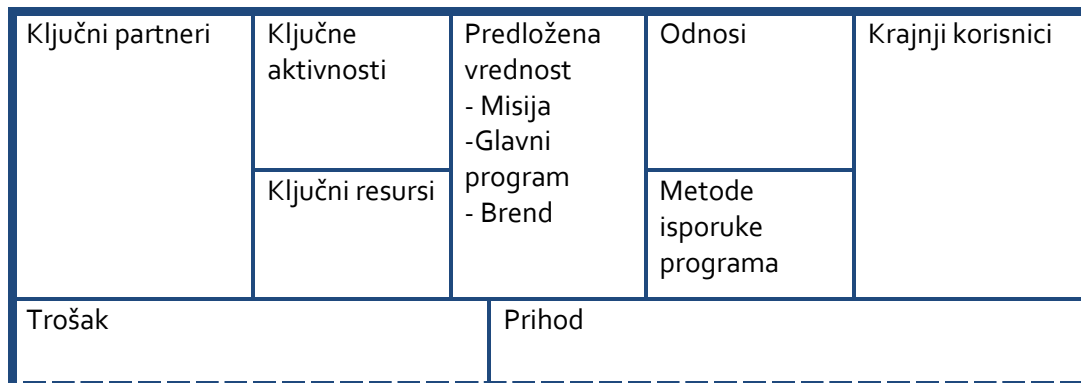 Ključni partneri
Ključne
aktivnosti
Ključni resursi
Predložena
vrednost
- Misija
-Glavni
program
- Brend
Odnosi
Metode
isporuke
programa
Krajnji korisnici
Trošak
Prihod